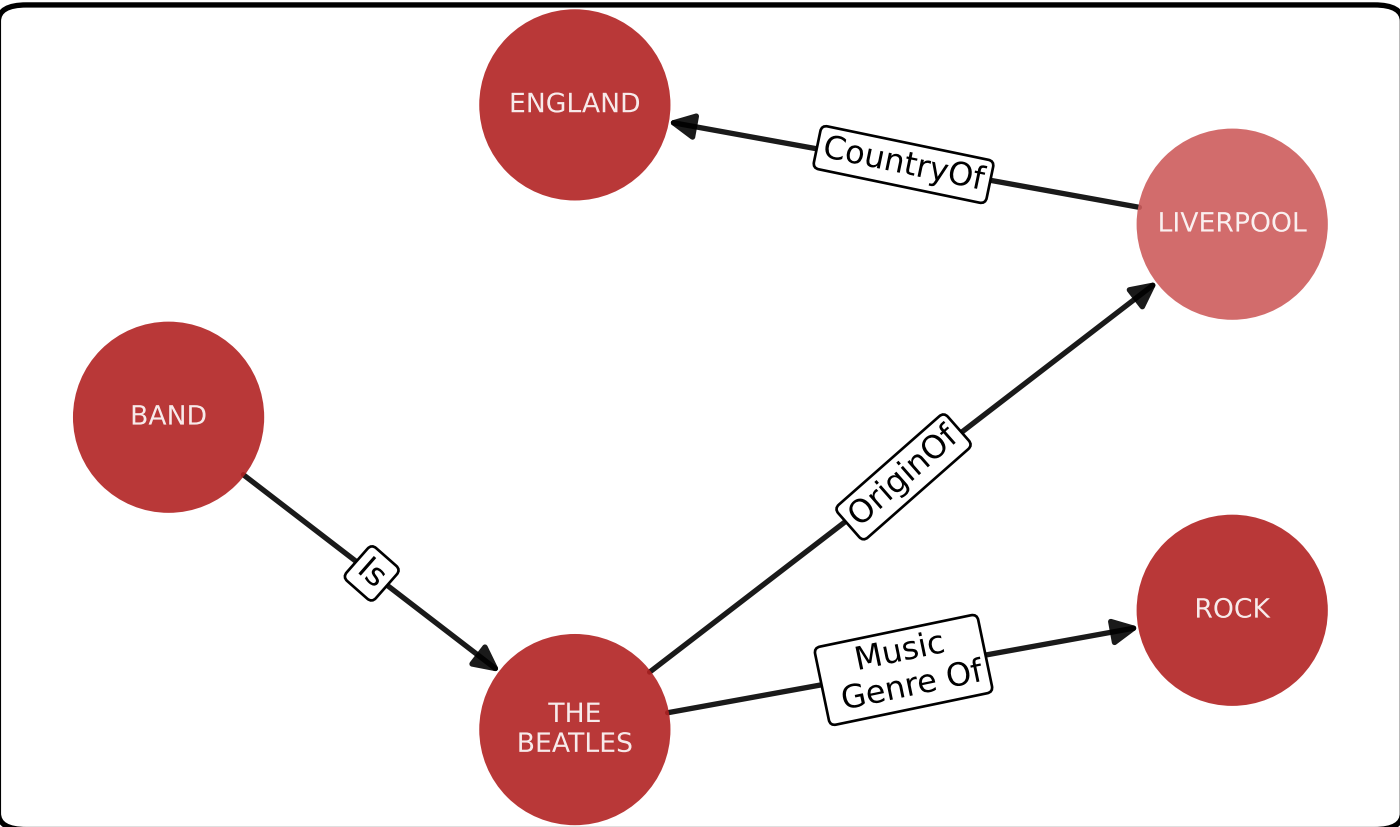 ENGLAND
CountryOf
LIVERPOOL
BAND
OriginOf
Is
ROCK
Music
Genre Of
THE
BEATLES